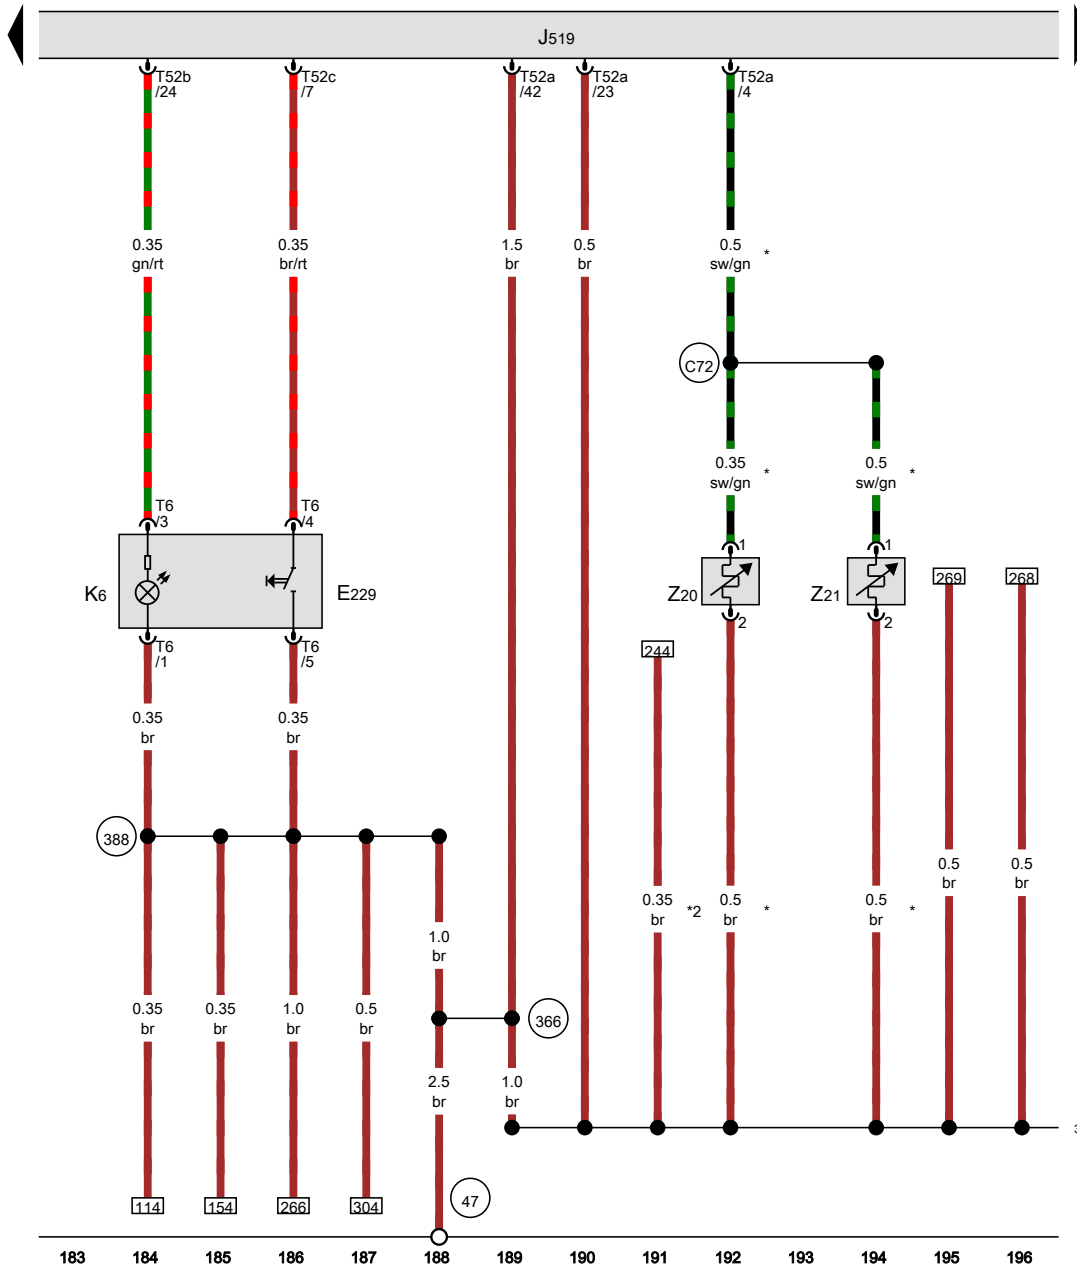 J519
T52b
/24
T52c
/7
T52a
/42
T52a
/23
T52a
/4
0.35
gn/rt
0.35
br/rt
1.5
br
0.5
br
0.5
sw/gn
*
C72
0.35
sw/gn
*
0.5
sw/gn
*
T6
/3
T6
/4
K6
E229
T6
/1
T6
/5
1
Z20
2
1
Z21
2
269
268
244
0.35
br
0.35
br
388
0.5
br
0.5
br
0.35
br
*2
0.5
br
*
0.5
br
*
1.0
br
0.35
br
0.35
br
1.0
br
0.5
br
366
2.5
br
1.0
br
114
154
266
304
47
183 184 185 186 187 188 189 190 191 192 193 194 195 196